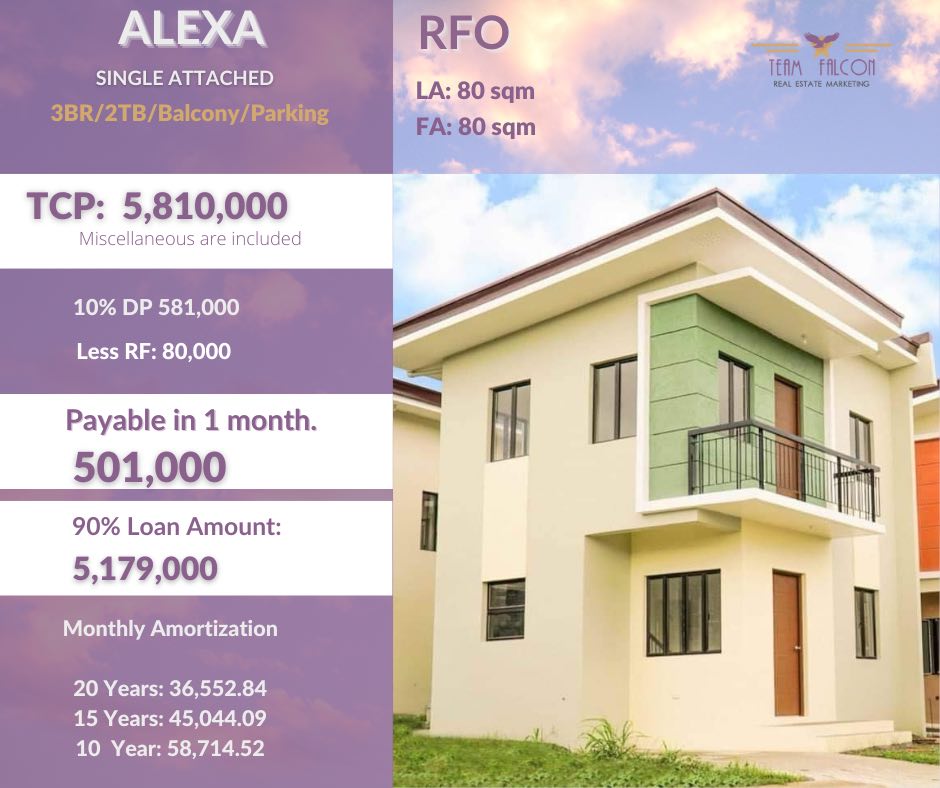 ALEXA
SINGLE ATTACHED
3BR/2TB/Balcony/Parking
RFO
LA: 80 sqm
FA: 80 sqm
TEAM FALCON
REAL ESTATE MARKETING
TCP: 5,810,000
Miscellaneous are included
10% DP 581,000
Less RF: 80,000
Payable in 1 month.
501,000
90% Loan Amount:
5,179,000
Monthly Amortization
20 Years: 36,552.84
15 Years: 45,044.09
10 Year: 58,714.52